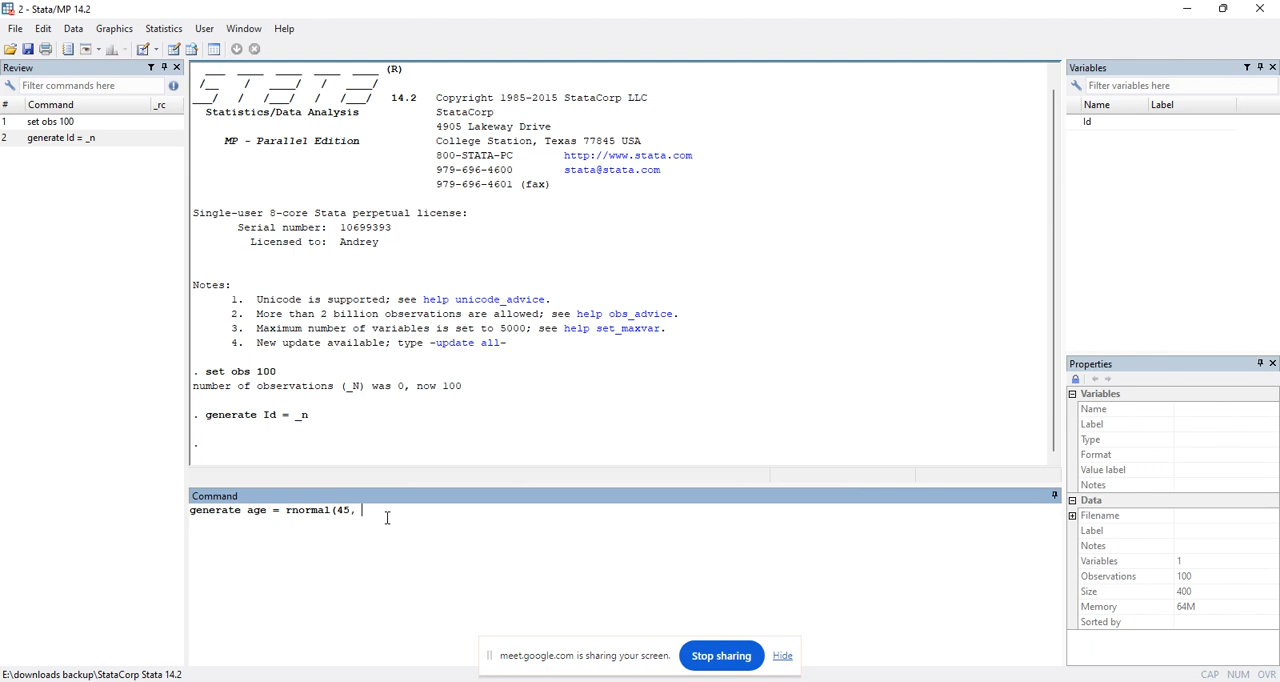 2 - Stata/MP 14.2
File Edit Data Graphics Statistics User Window Help
Review
Filter commands here
# Command _rc
1 set obs 100
2 generate Id = _n
(R)
14.2 Copyright 1985-2015 StataCorp LLC
Statistics/Data Analysis StataCorp
4905 Lakeway Drive
MP - Parallel Edition College Station, Texas 77845 USA
800-STATA-PC http://www.stata.com
979-696-4600 stata@stata.com
979-696-4601 (fax)
Single-user 8-core Stata perpetual license:
Serial number: 10699393
Licensed to: Andrey
Notes:
1. Unicode is supported; see help unicode_advice.
2. More than 2 billion observations are allowed; see help obs_advice.
3. Maximum number of variables is set to 5000; see help set_maxvar.
4. New update available; type -update all-
. set obs 100
number of observations (_N) was 0, now 100
. generate Id = _n
.
Command
generate age = rnormal(45,
Variables
Filter variables here
Name Label
Id
Properties
Variables
Name
Label
Type
Format
Value label
Notes
Data
Filename
Label
Notes
Variables 1
Observations 100
Size 400
Memory 64M
Sorted by
meet.google.com is sharing your screen. Stop sharing Hide
E:\downloads backup\StataCorp Stata 14.2
CAP NUM OVR